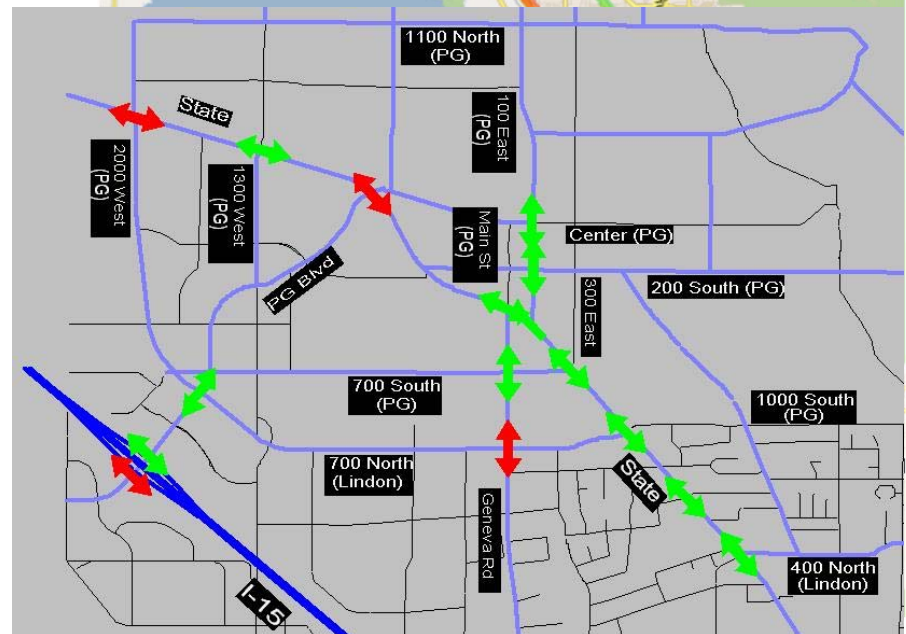 1100 North
(PG)
State
100 East
(PG)
2000 West
(PG)
1300 West
(PG)
Main St
(PG)
Center (PG)
PG Blvd
300 East
200 South (PG)
700 South
(PG)
1000 South
(PG)
700 North
(Lindon)
State
Geneva Rd
400 North
(Lindon)
I-15